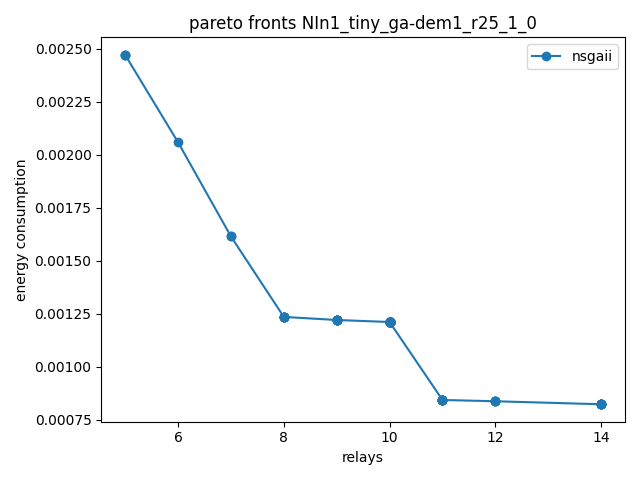 pareto fronts NIn1_tiny_ga-dem1_r25_1_0
nsgaii
0.00250
0.00225
0.00200
0.00175
0.00150
0.00125
0.00100
0.00075
energy consumption
6 8 10 12 14
relays